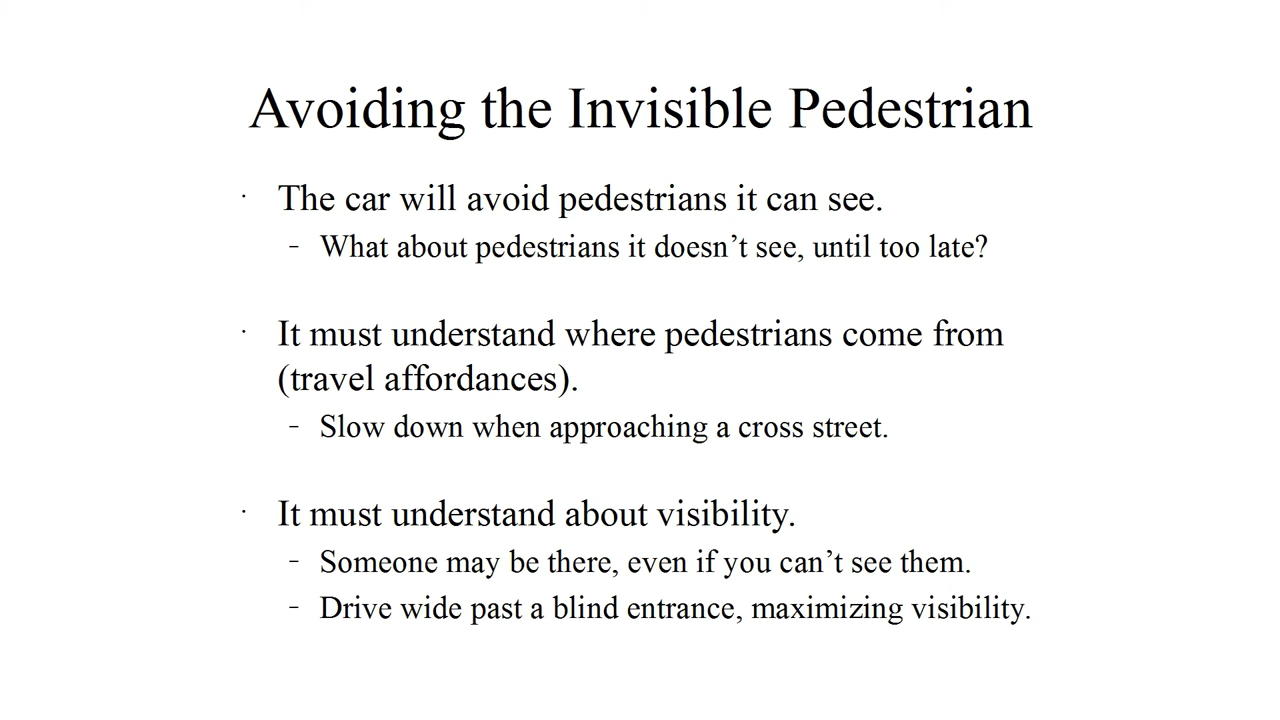 Avoiding the Invisible Pedestrian
· The car will avoid pedestrians it can see.
– What about pedestrians it doesn’t see, until too late?
· It must understand where pedestrians come from
(travel affordances).
– Slow down when approaching a cross street.
· It must understand about visibility.
– Someone may be there, even if you can’t see them.
– Drive wide past a blind entrance, maximizing visibility.